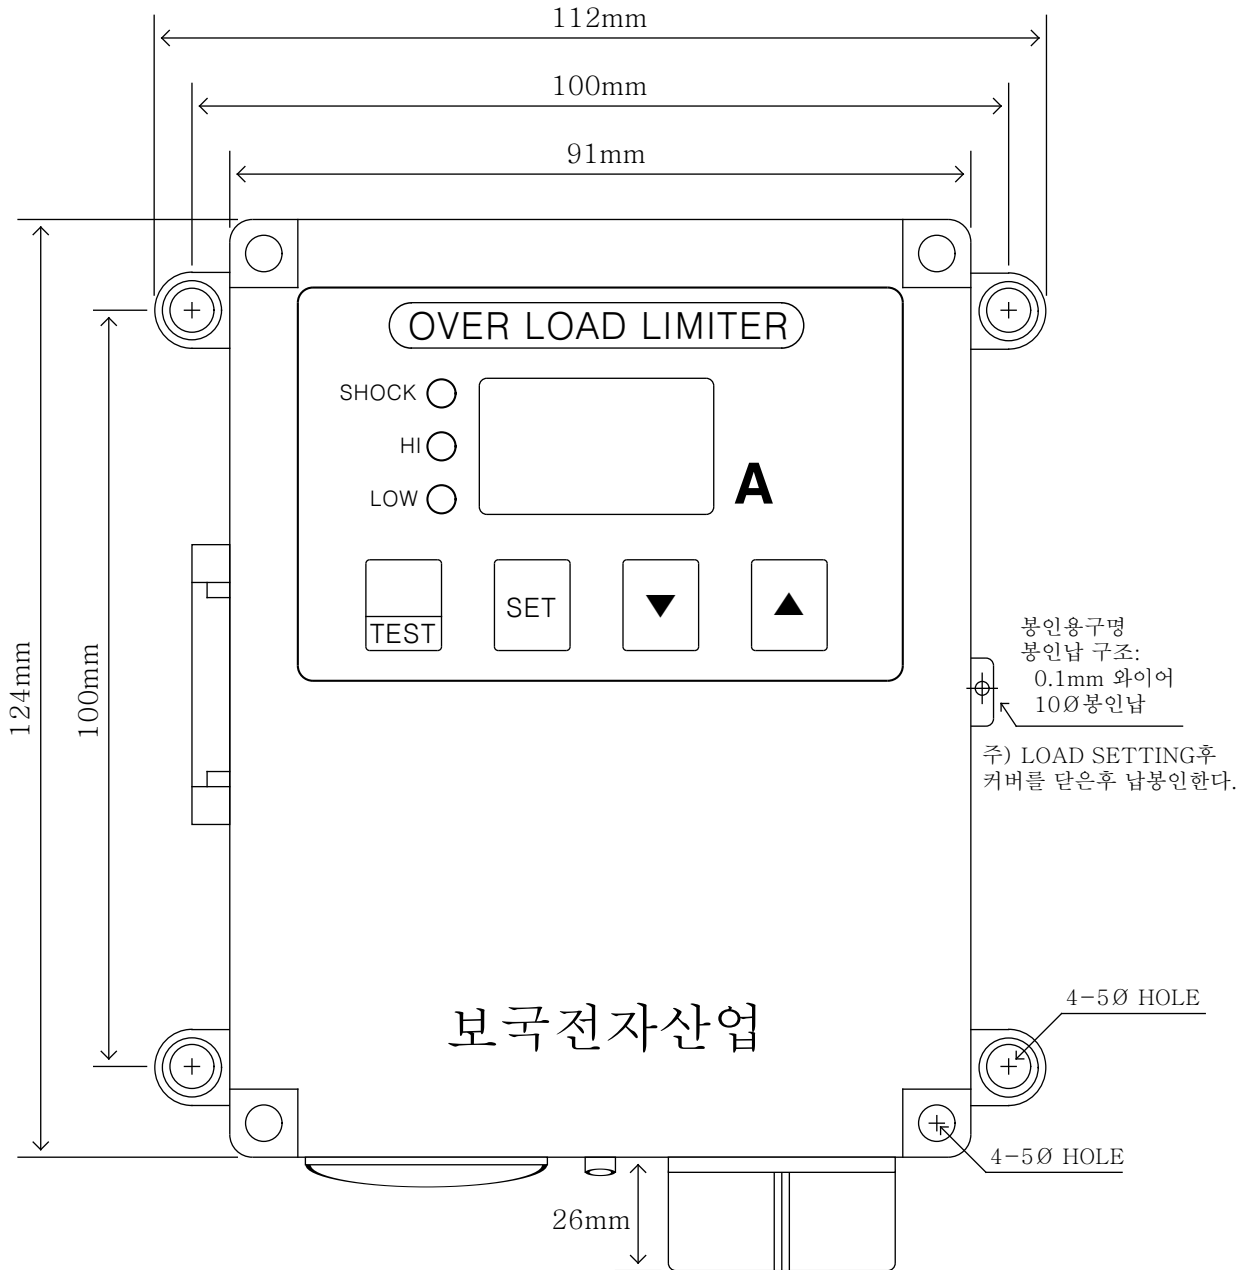 112mm
100mm
91mm
OVER LOAD LIMITER
SHOCK
HI
LOW
A
TEST
SET
▼
▲
124mm
100mm
봉인용구명
봉인납 구조:
0.1mm 와이어
10Ø봉인납
주) LOAD SETTING후
커버를 닫은후 납봉인한다.
보국전자산업
4-5Ø HOLE
4-5Ø HOLE
26mm